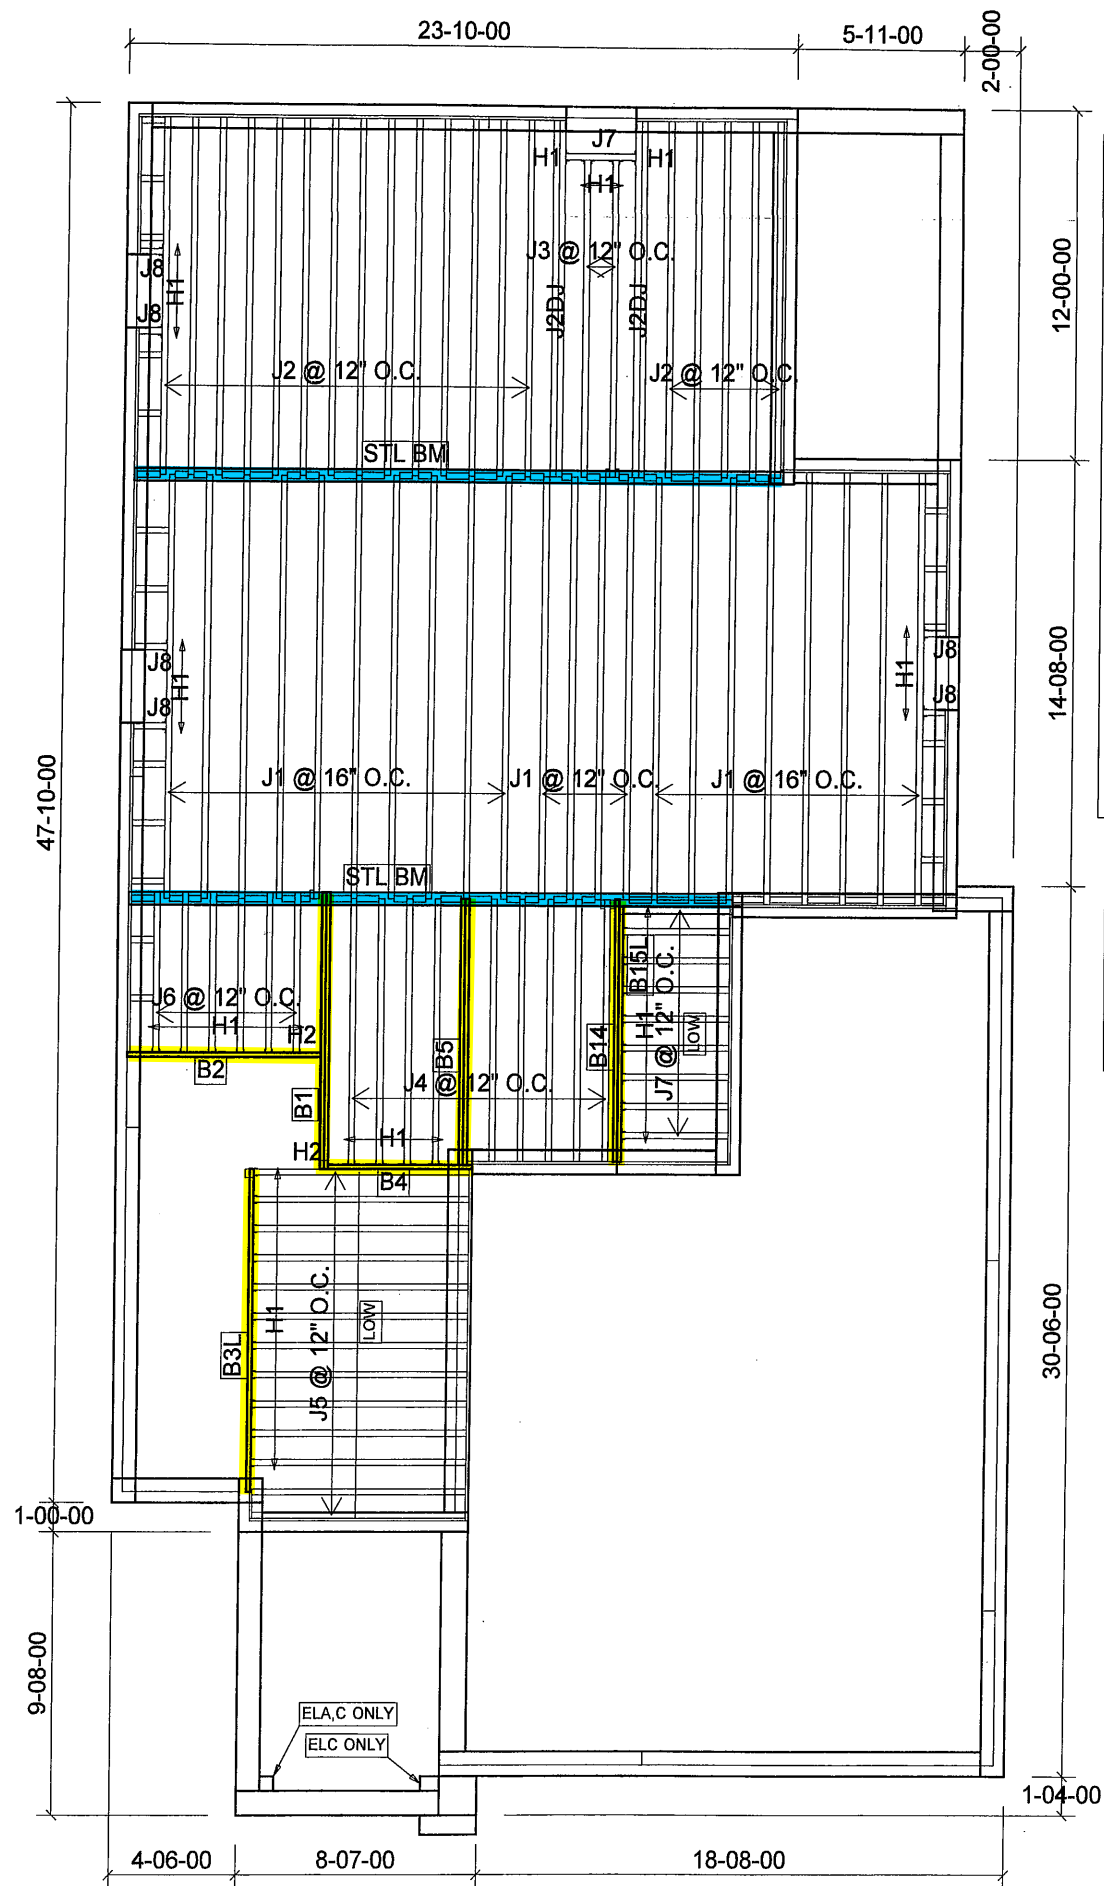 23-10-00
5-11-00
2-00-00
J7
H1
H1
H1
J3 @ 12" O.C.
J8
H1
J8
J2DJ
J2DJ
12-00-00
J2 @ 12" O.C.
J2 @ 12" O.C.
STL BM
J8
H1
J8
H1
J8
J8
14-08-00
J1 @ 16" O.C.
J1 @ 12" O.C.
J1 @ 16" O.C.
47-10-00
STL BM
B15L
H1
J7 @ 12" O.C.
LOW
J6 @ 12" O.C.
H1
H2
B2
B5
B14
J4 @ 12" O.C.
B1
H1
H2
B4
H1
J5 @ 12" O.C.
LOW
B3L
30-06-00
1-00-00
9-08-00
ELA,C ONLY
ELC ONLY
1-04-00
4-06-00
8-07-00
18-08-00